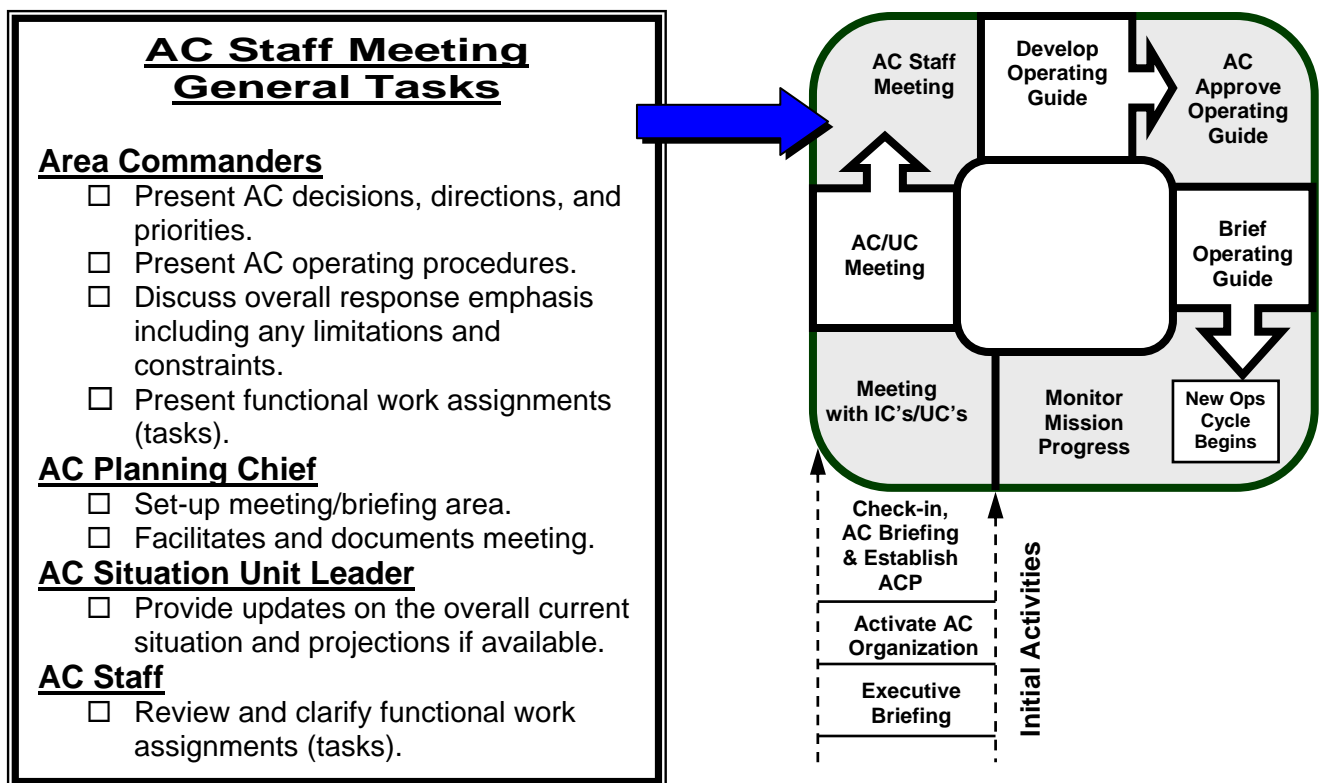 AC Staff Meeting
General Tasks
Area Commanders
□ Present AC decisions, directions, and
priorities.
□ Present AC operating procedures.
□ Discuss overall response emphasis
including any limitations and
constraints.
□ Present functional work assignments
(tasks).
AC Planning Chief
□ Set-up meeting/briefing area.
□ Facilitates and documents meeting.
AC Situation Unit Leader
□ Provide updates on the overall current
situation and projections if available.
AC Staff
□ Review and clarify functional work
assignments (tasks).
AC Staff
Meeting
Develop
Operating
Guide
AC
Approve
Operating
Guide
AC/UC
Meeting
Brief
Operating
Guide
Meeting
with IC's/UC's
Monitor
Mission
Progress
New Ops
Cycle
Begins
Check-in,
AC Briefing
& Establish
ACP
Activate AC
Organization
Executive
Briefing
Initial Activities